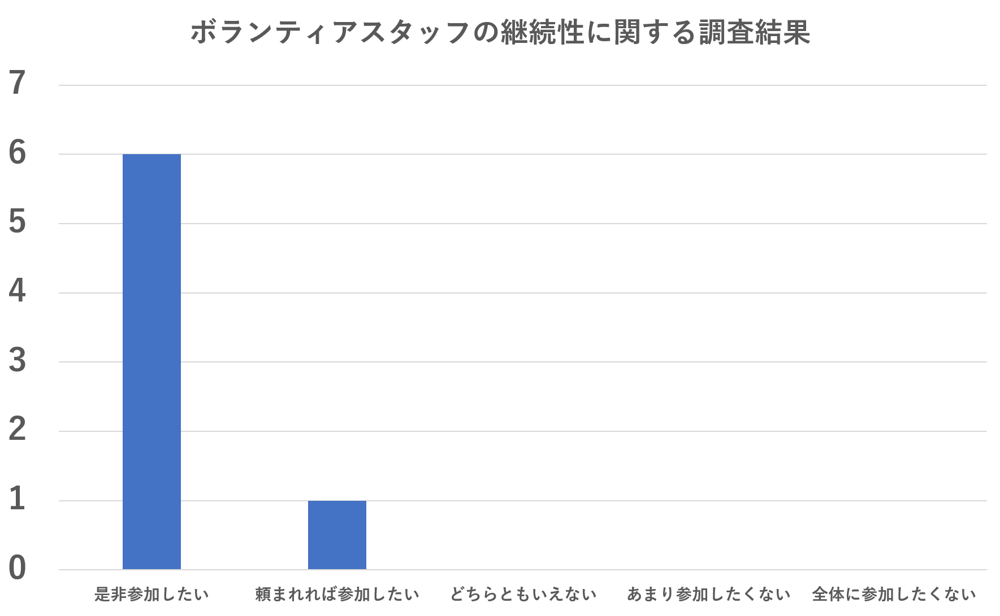 ボランティアスタッフの継続性に関する調査結果
7
6
5
4
3
2
1
0
是非参加したい
頼まれれば参加したい
どちらともいえない
あまり参加したくない
全体に参加したくない